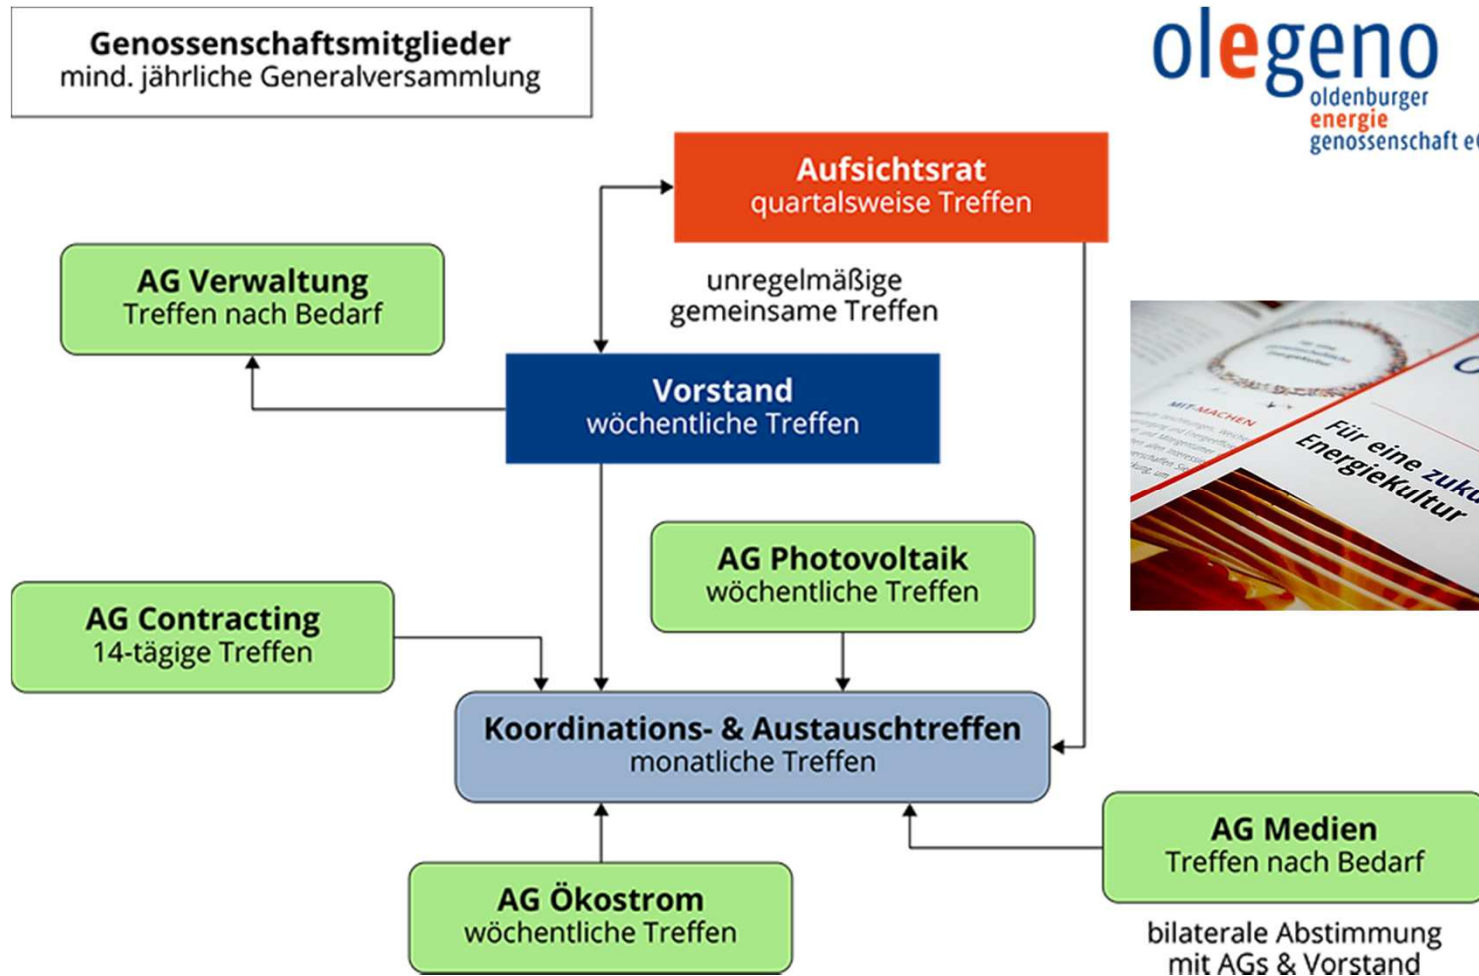 Genossenschaftsmitglieder
mind. jährliche Generalversammlung
olegeno
oldenburger
energie
genossenschaft
Aufsichtsrat
quartalsweise Treffen
AG Verwaltung
Treffen nach Bedarf
unregelmäßige
gemeinsame Treffen
Vorstand
wöchentliche Treffen
MIT-MACHEN
Für eine
EnergieKultur
AG Photovoltaik
wöchentliche Treffen
AG Contracting
14-tägige Treffen
Koordinations- & Austauschtreffen
monatliche Treffen
AG Medien
Treffen nach Bedarf
AG Ökostrom
wöchentliche Treffen
bilaterale Abstimmung
mit AGs & Vorstand